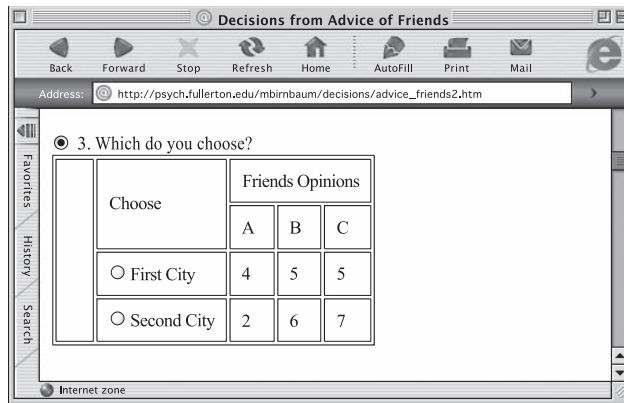 Decisions from Advice of Friends
Back Forward Stop Refresh Home AutoFill Print Mail
Address: http://psych.fullerton.edu/mbirnbaum/decisions/advice_friends2.htm
Favorites
History
Search
3. Which do you choose?
Choose Friends Opinions
A B C
First City 4 5 5
Second City 2 6 7
Internet zone